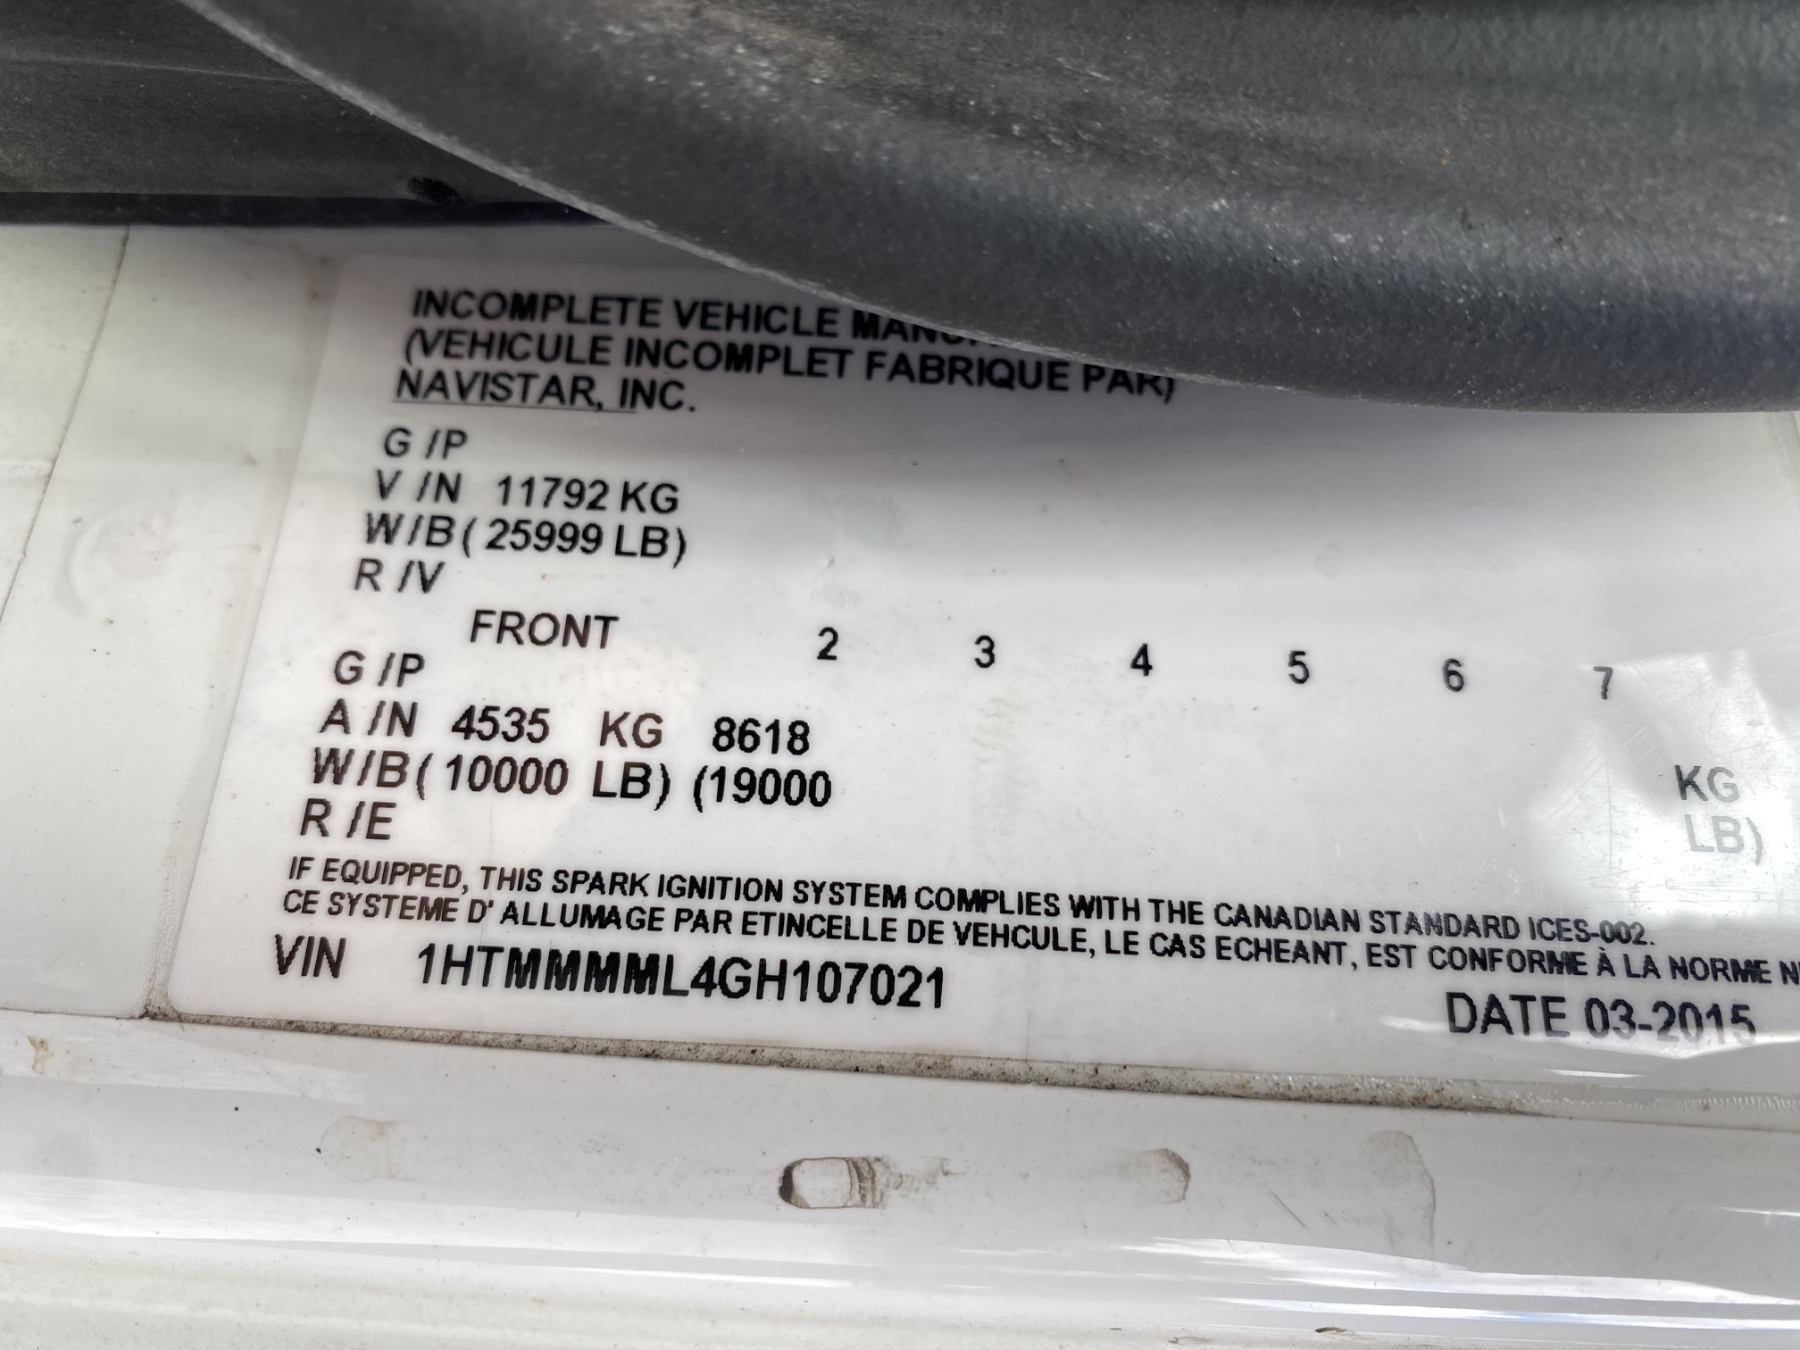 INCOMPLETE VEHICLE
(VEHICULE INCOMPLET FABRIQUE PAR)
NAVISTAR, INC.
G /P
V /N 11792 KG
W/B ( 25999 LB)
R /V
FRONT 2 3 4 5 6 7
G /P
A /N 4535 KG 8618 KG
W/B ( 10000 LB) (19000 LB)
R /E
IF EQUIPPED, THIS SPARK IGNITION SYSTEM COMPLIES WITH THE CANADIAN STANDARD ICES-002.
CE SYSTEME D' ALLUMAGE PAR ETINCELLE DE VEHCULE, LE CAS ECHEANT, EST CONFORME À LA NORME
VIN 1HTMMMML4GH107021
DATE 03-2015